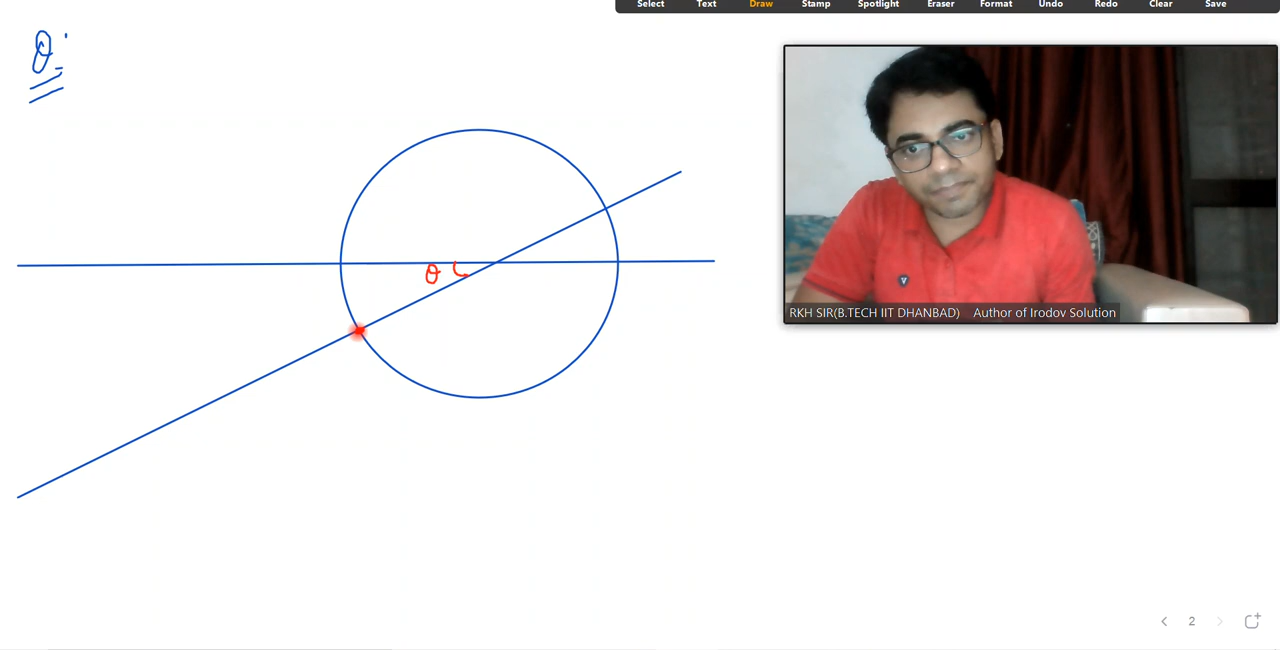 Select Text Draw Stamp Spotlight Eraser Format Undo Redo Clear Save
Q.
θ
RKH SIR(B.TECH IIT DHANBAD) Author of Irodov Solution
2